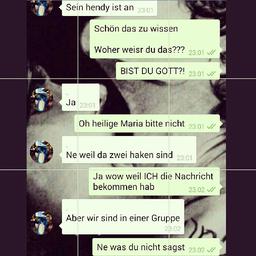 Sein hendy ist an 23:01
Schön das zu wissen
Woher weisr du das??? 23:01
BIST DU GOTT?! 23:01
Ja 23:01
Oh heilige Maria bitte nicht 23:01
Ne weil da zwei haken sind 23:01
Ja wow weil ICH die Nachricht
bekommen hab 23:02
Aber wir sind in einer Gruppe
23:02
Ne was du nicht sagst 23:02